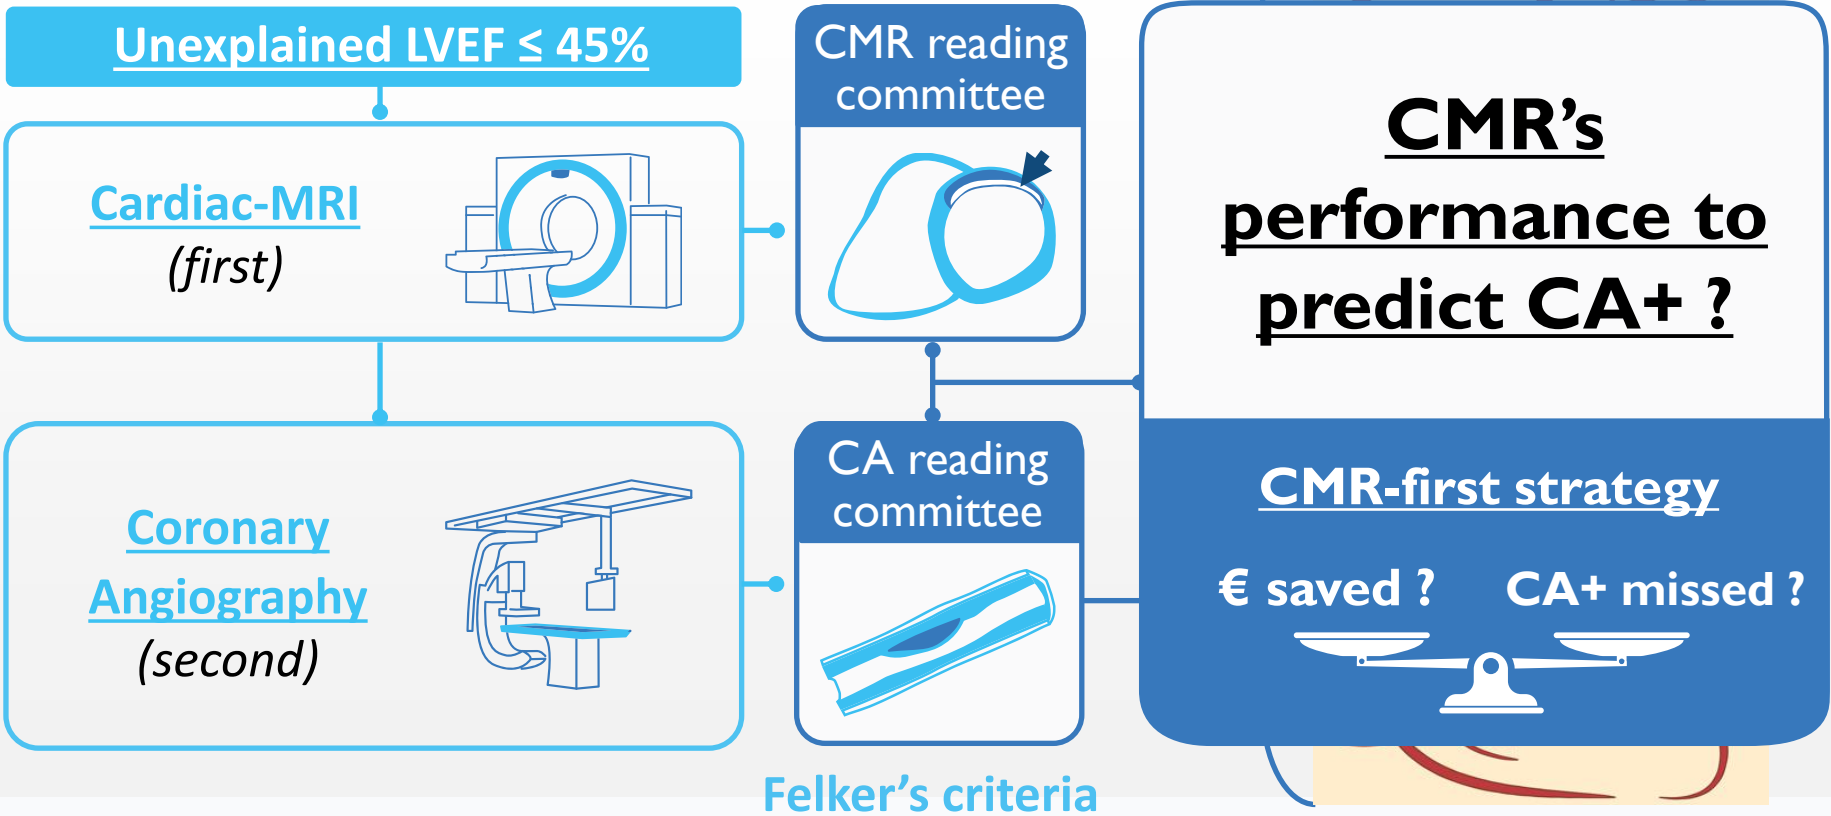 Unexplained LVEF ≤ 45%
Cardiac-MRI
(first)
Coronary
Angiography
(second)
CMR reading
committee
CA reading
committee
Felker’s criteria
CMR’s
performance to
predict CA+ ?
CMR-first strategy
€ saved ?
CA+ missed ?